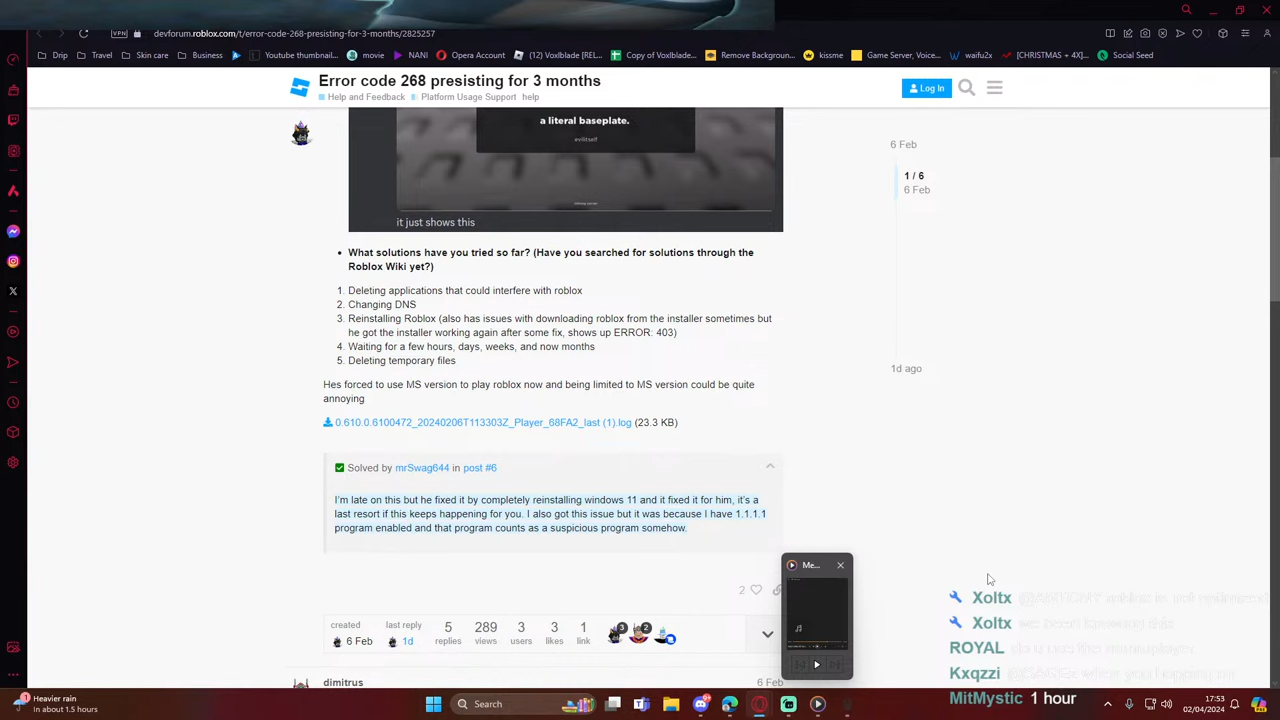 VPN devforum.roblox.com/t/error-code-268-presisting-for-3-months/2825257
Drip Travel Skin care Business Youtube thumbnail... movie NANI Opera Account (12) Voxlblade [REL... Copy of Voxlblade... Remove Backgroun... kissme Game Server, Voice... waifu2x [CHRISTMAS + 4X]... Social Seed
Error code 268 presisting for 3 months
Help and Feedback Platform Usage Support help
Log In
a literal baseplate.
evilitself
it just shows this
6 Feb
1 / 6
6 Feb
1d ago
• What solutions have you tried so far? (Have you searched for solutions through the
Roblox Wiki yet?)
1. Deleting applications that could interfere with roblox
2. Changing DNS
3. Reinstalling Roblox (also has issues with downloading roblox from the installer sometimes but
he got the installer working again after some fix, shows up ERROR: 403)
4. Waiting for a few hours, days, weeks, and now months
5. Deleting temporary files
Hes forced to use MS version to play roblox now and being limited to MS version could be quite
annoying
0.610.0.6100472_20240206T113303Z_Player_68FA2_last (1).log (23.3 KB)
Solved by mrSwag644 in post #6
I'm late on this but he fixed it by completely reinstalling windows 11 and it fixed it for him, it's a
last resort if this keeps happening for you. I also got this issue but it was because I have 1.1.1.1
program enabled and that program counts as a suspicious program somehow.
2
created last reply 5 289 3 3 1
6 Feb 1d replies views users likes link
3 2
dimitrus 6 Feb
Me...
Xoltx
Xoltx
ROYAL
Kxqzzi
MitMystic 1 hour
Heavier rain
In about 1.5 hours
Search
17:53
02/04/2024